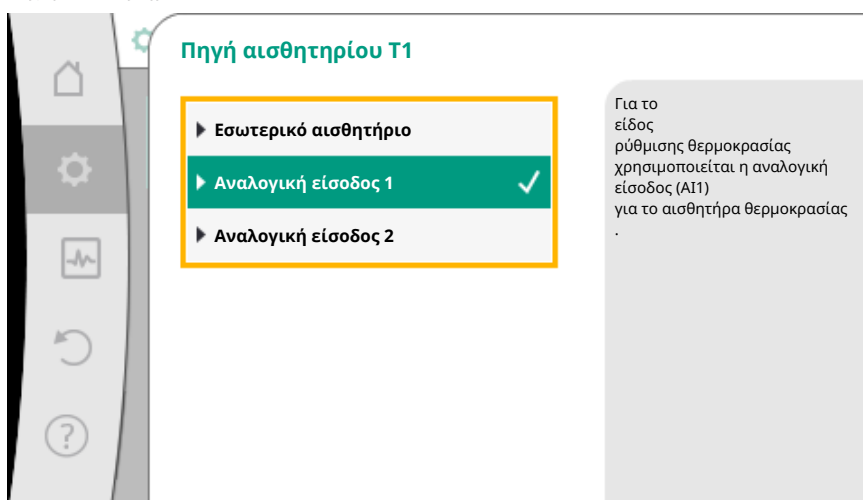 Πηγή αισθητηρίου T1
Εσωτερικό αισθητήριο
Αναλογική είσοδος 1
Αναλογική είσοδος 2
Για το
είδος
ρύθμισης θερμοκρασίας
χρησιμοποιείται η αναλογική
είσοδος (AI1)
για το αισθητήρα θερμοκρασίας
.